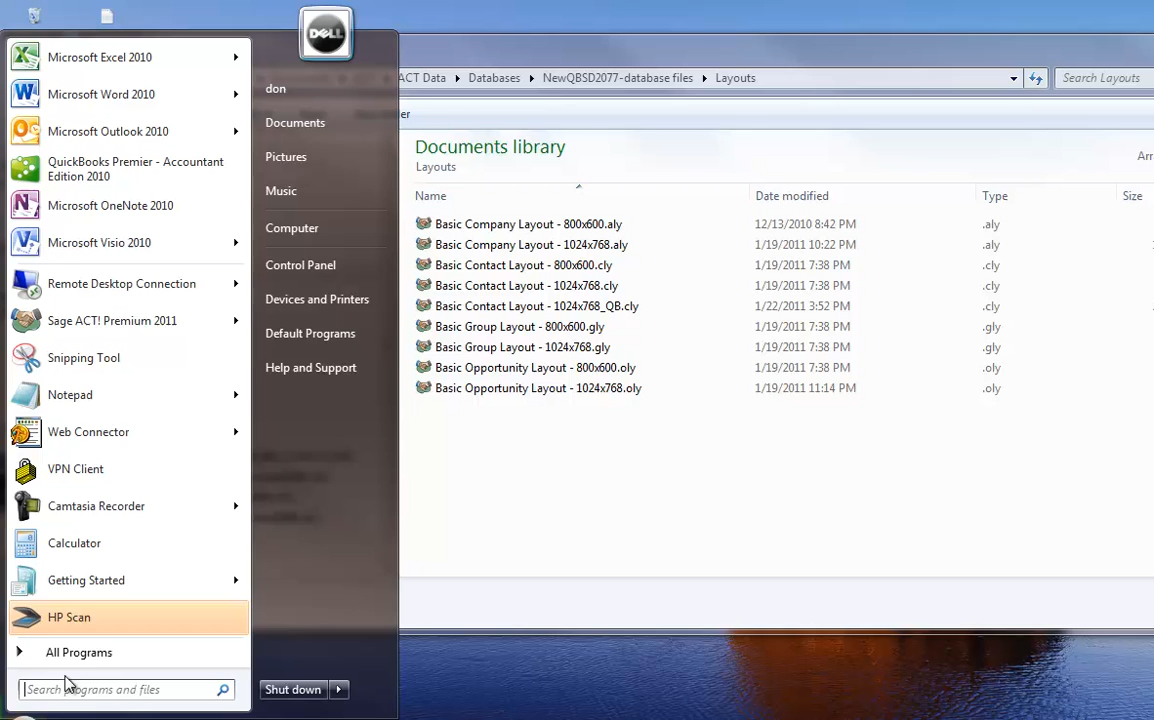 DELL
Microsoft Excel 2010
Microsoft Word 2010
Microsoft Outlook 2010
QuickBooks Premier - Accountant
Edition 2010
Microsoft OneNote 2010
Microsoft Visio 2010
Remote Desktop Connection
Sage ACT! Premium 2011
Snipping Tool
Notepad
Web Connector
VPN Client
Camtasia Recorder
Calculator
Getting Started
HP Scan
All Programs
Search programs and files
don
Documents
Pictures
Music
Computer
Control Panel
Devices and Printers
Default Programs
Help and Support
Shut down
ACT Data Databases NewQBSD2077-database files Layouts
Search Layouts
Documents library
Layouts
Name Date modified Type Size
Basic Company Layout - 800x600.aly 12/13/2010 8:42 PM .aly
Basic Company Layout - 1024x768.aly 1/19/2011 10:22 PM .aly
Basic Contact Layout - 800x600.cly 1/19/2011 7:38 PM .cly
Basic Contact Layout - 1024x768.cly 1/19/2011 7:38 PM .cly
Basic Contact Layout - 1024x768_QB.cly 1/22/2011 3:52 PM .cly
Basic Group Layout - 800x600.gly 1/19/2011 7:38 PM .gly
Basic Group Layout - 1024x768.gly 1/19/2011 7:38 PM .gly
Basic Opportunity Layout - 800x600.oly 1/19/2011 7:38 PM .oly
Basic Opportunity Layout - 1024x768.oly 1/19/2011 11:14 PM .oly